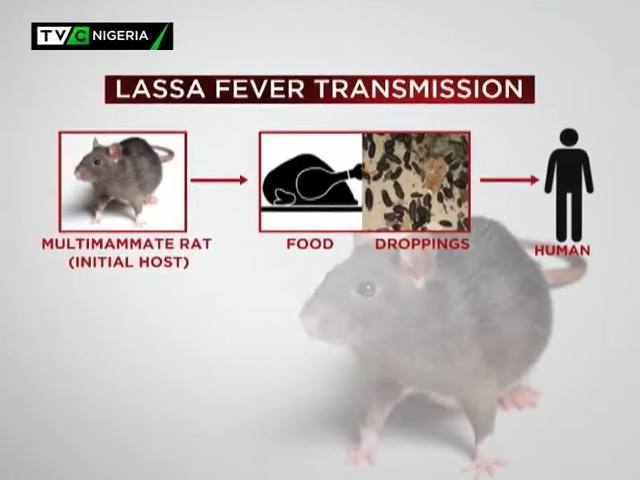 TVC NIGERIA
LASSA FEVER TRANSMISSION
MULTIMAMMATE RAT
(INITIAL HOST)
FOOD
DROPPINGS
HUMAN